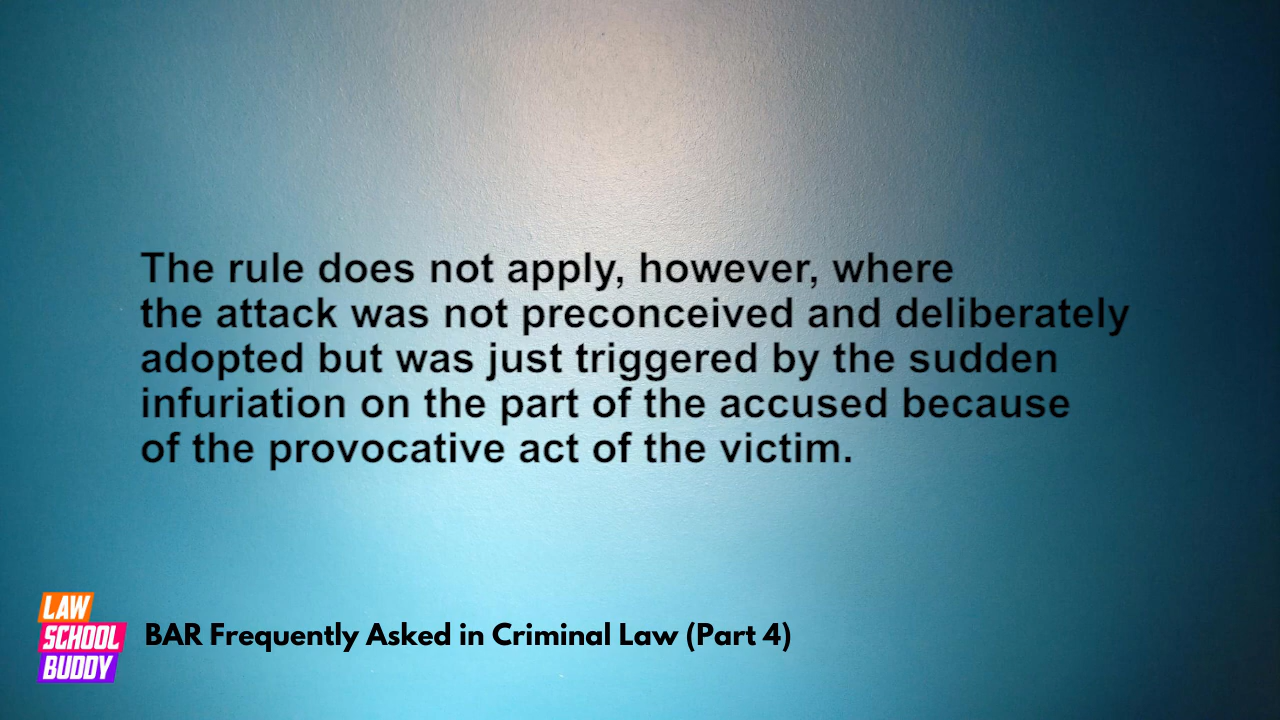 The rule does not apply, however, where
the attack was not preconceived and deliberately
adopted but was just triggered by the sudden
infuriation on the part of the accused because
of the provocative act of the victim.
LAW
SCHOOL
BUDDY
BAR Frequently Asked in Criminal Law (Part 4)